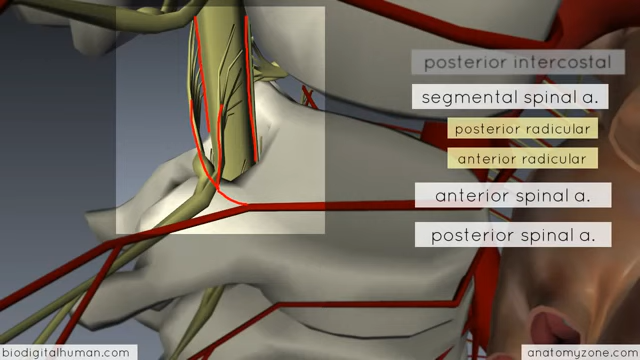 posterior intercostal
segmental spinal a.
posterior radicular
anterior radicular
anterior spinal a.
posterior spinal a.
biodigitalhuman.com
anatomyzone.com